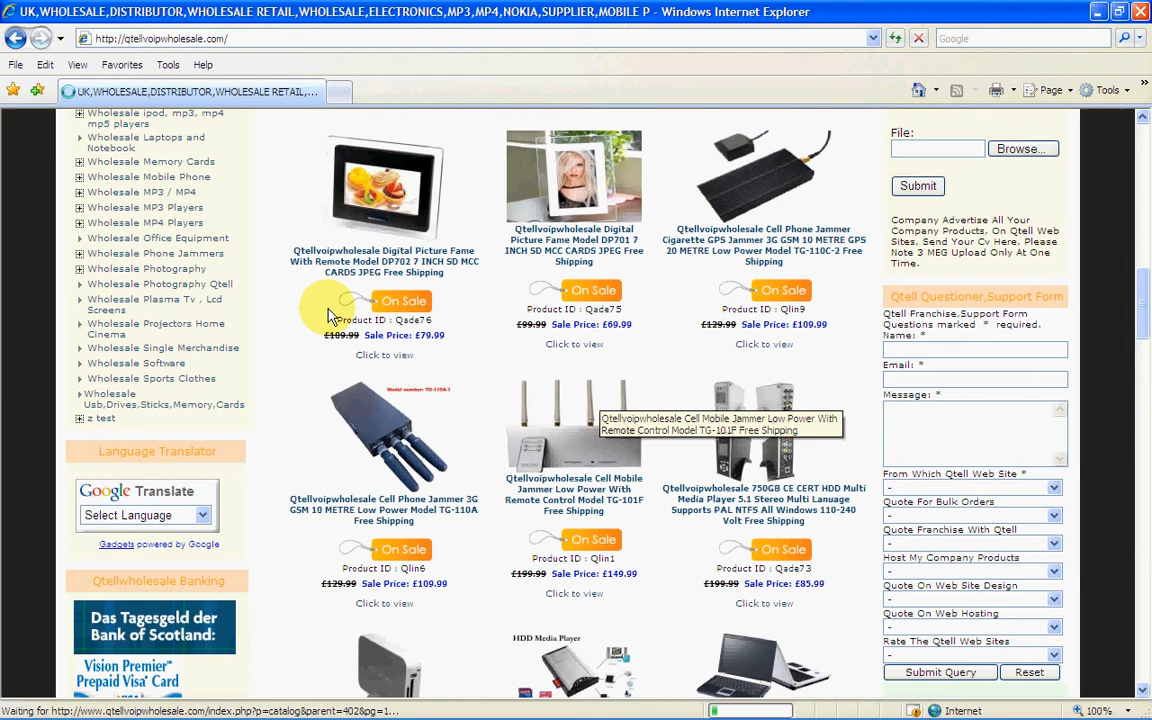 UK,WHOLESALE,DISTRIBUTOR,WHOLESALE RETAIL,WHOLESALE,ELECTRONICS,MP3,MP4,NOKIA,SUPPLIER,MOBILE P - Windows Internet Explorer
http://qtellvoipwholesale.com/
Google
File Edit View Favorites Tools Help
UK,WHOLESALE,DISTRIBUTOR,WHOLESALE RETAIL,...
Page Tools
Wholesale ipod, mp3, mp4
mp5 players
Wholesale Laptops and
Notebook
Wholesale Memory Cards
Wholesale Mobile Phone
Wholesale MP3 / MP4
Wholesale MP3 Players
Wholesale MP4 Players
Wholesale Office Equipment
Wholesale Phone Jammers
Wholesale Photography
Wholesale Photography Qtell
Wholesale Plasma Tv , Lcd
Screens
Wholesale Projectors Home
Cinema
Wholesale Single Merchandise
Wholesale Software
Wholesale Sports Clothes
Wholesale
Usb,Drives,Sticks,Memory,Cards
z test
Language Translator
Google Translate
Select Language
Gadgets powered by Google
Qtellwholesale Banking
Das Tagesgeld der
Bank of Scotland:
Vision Premier™
Prepaid Visa® Card
Qtellvoipwholesale Digital Picture Fame
With Remote Model DP702 7 INCH SD MCC
CARDS JPEG Free Shipping
On Sale
Product ID : Qade76
£109.99 Sale Price: £79.99
Click to view
Qtellvoipwholesale Digital
Picture Fame Model DP701 7
INCH SD MCC CARDS JPEG Free
Shipping
On Sale
Product ID : Qade75
£99.99 Sale Price: £69.99
Click to view
Qtellvoipwholesale Cell Phone Jammer
Cigarette GPS Jammer 3G GSM 10 METRE GPS
20 METRE Low Power Model TG-110C-2 Free
Shipping
On Sale
Product ID : Qlin9
£129.99 Sale Price: £109.99
Click to view
Model number: TG-110A-1
Qtellvoipwholesale Cell Phone Jammer 3G
GSM 10 METRE Low Power Model TG-110A
Free Shipping
On Sale
Product ID : Qlin6
£129.99 Sale Price: £109.99
Click to view
Qtellvoipwholesale Cell Mobile Jammer Low Power With
Remote Control Model TG-101F Free Shipping
Qtellvoipwholesale Cell Mobile
Jammer Low Power With
Remote Control Model TG-101F
Free Shipping
On Sale
Product ID : Qlin1
£199.99 Sale Price: £149.99
Click to view
Qtellvoipwholesale 750GB CE CERT HDD Multi
Media Player 5.1 Stereo Multi Lanuage
Supports PAL NTFS All Windows 110-240
Volt Free Shipping
On Sale
Product ID : Qade73
£199.99 Sale Price: £85.99
Click to view
HDD Media Player
File:
Browse...
Submit
Company Advertise All Your
Company Products, On Qtell Web
Sites, Send Your Cv Here, Please
Note 3 MEG Upload Only At One
Time.
Qtell Questioner,Support Form
Qtell Franchise,Support Form
Questions marked * required.
Name: *
Email: *
Message: *
From Which Qtell Web Site *
-
Quote For Bulk Orders
-
Quote Franchise With Qtell
-
Host My Company Products
-
Quote On Web Site Design
-
Quote On Web Hosting
-
Rate The Qtell Web Sites
-
Submit Query Reset
Waiting for http://www.qtellvoipwholesale.com/index.php?p=catalog&parent=402&pg=1...
Internet
100%